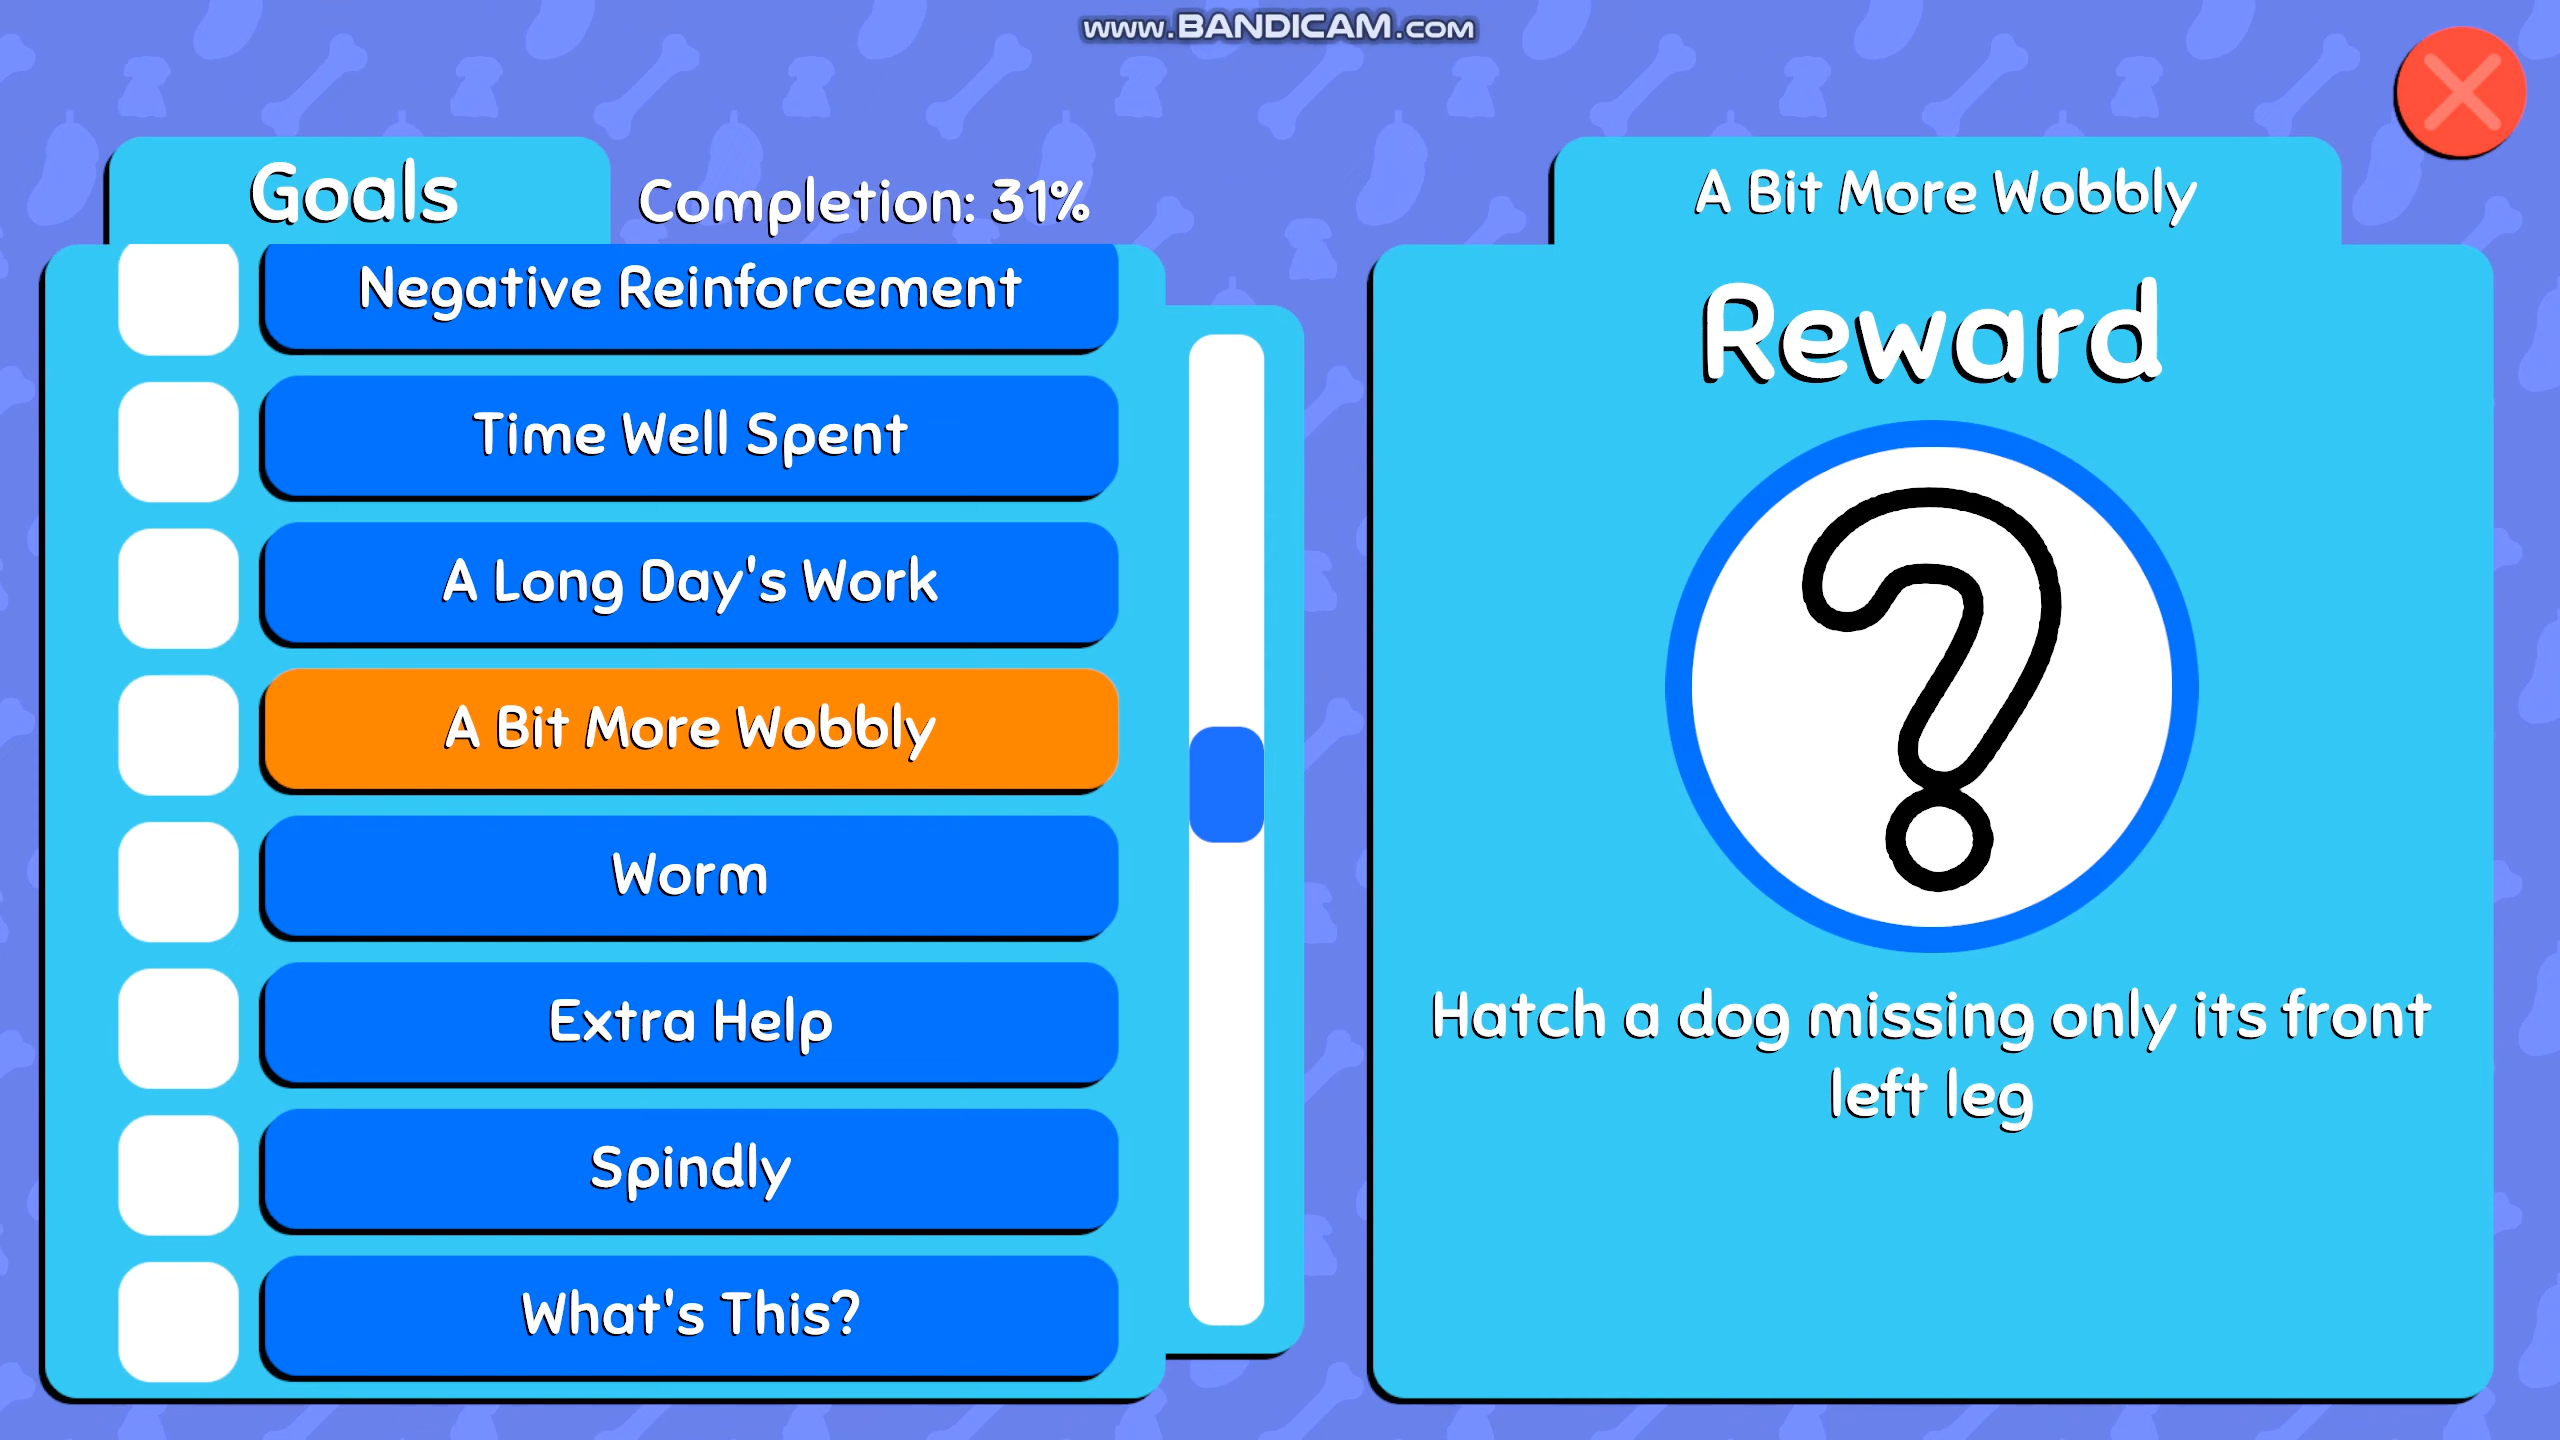 www.BANDICAM.com
Goals
Completion: 31%
Negative Reinforcement
Time Well Spent
A Long Day's Work
A Bit More Wobbly
Worm
Extra Help
Spindly
What's This?
A Bit More Wobbly
Reward
?
Hatch a dog missing only its front
left leg